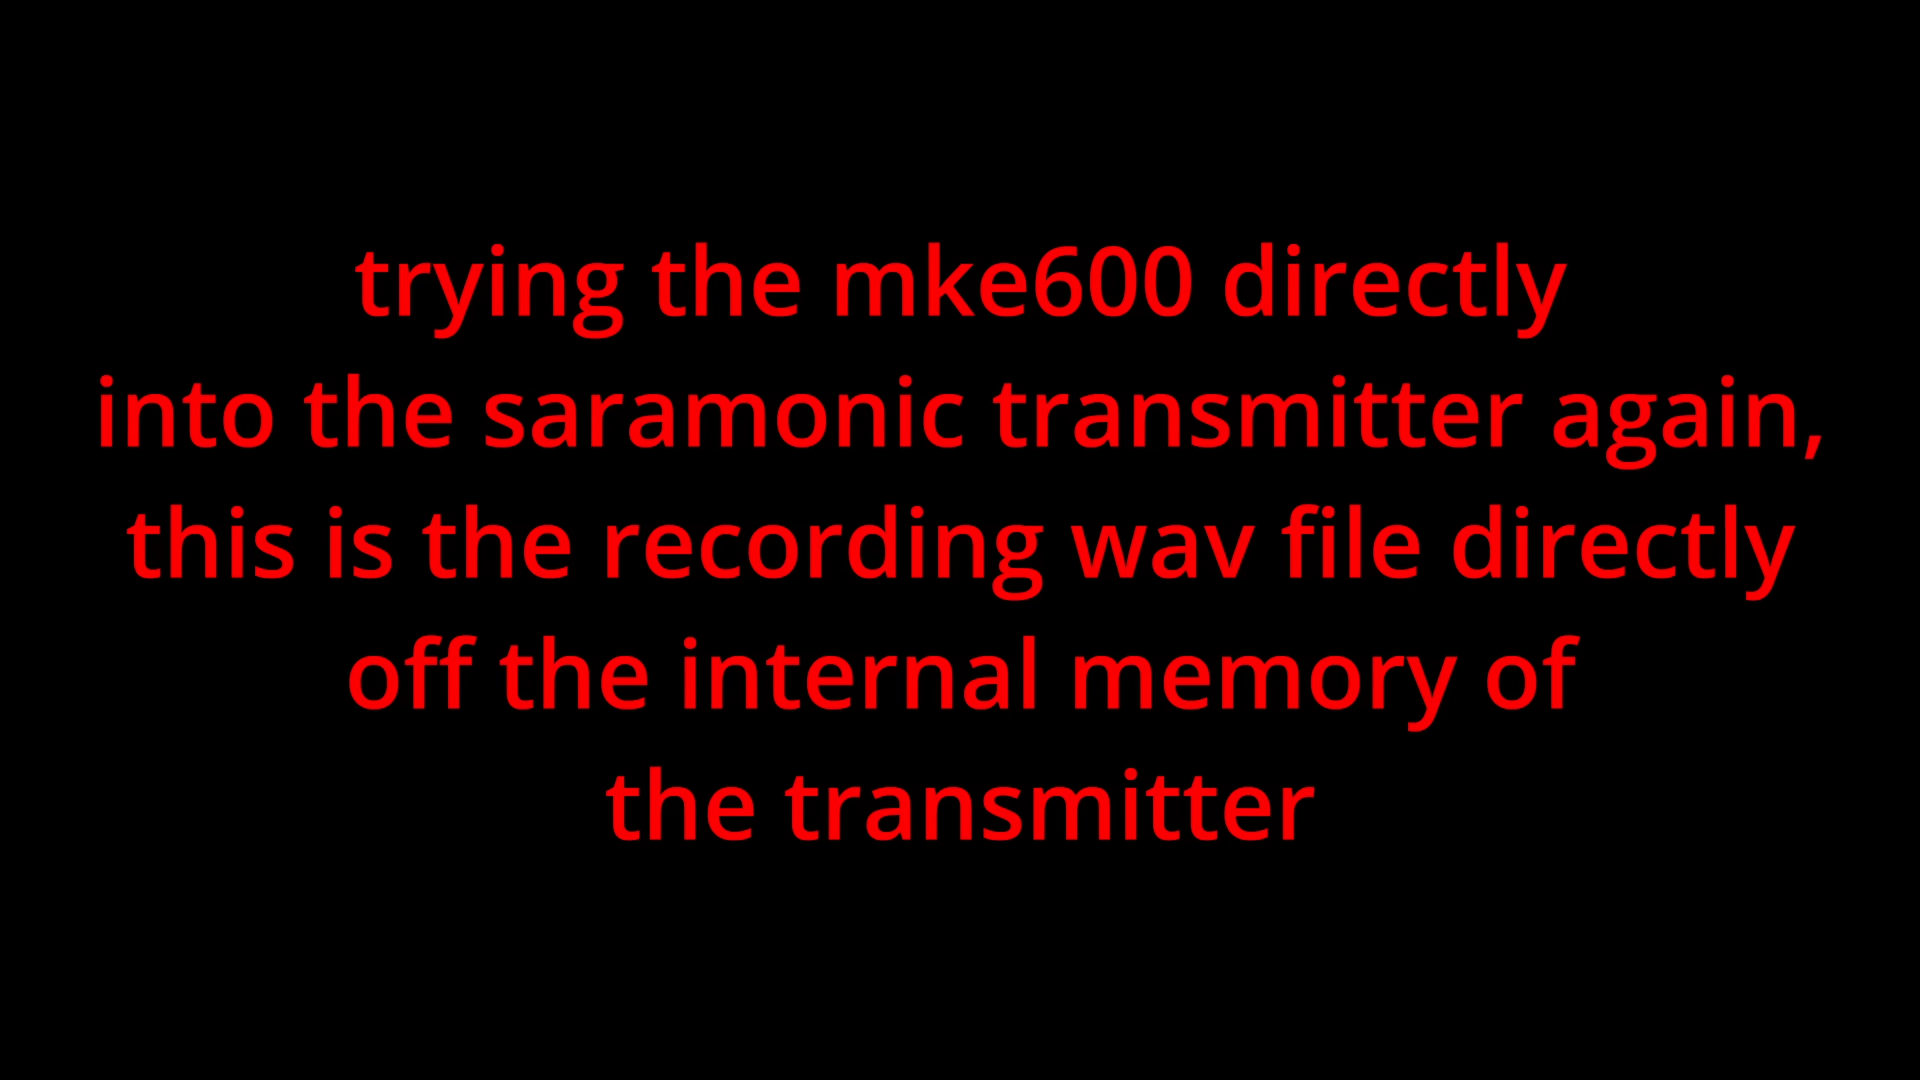 trying the mke600 directly
into the saramonic transmitter again,
this is the recording wav file directly
off the internal memory of
the transmitter